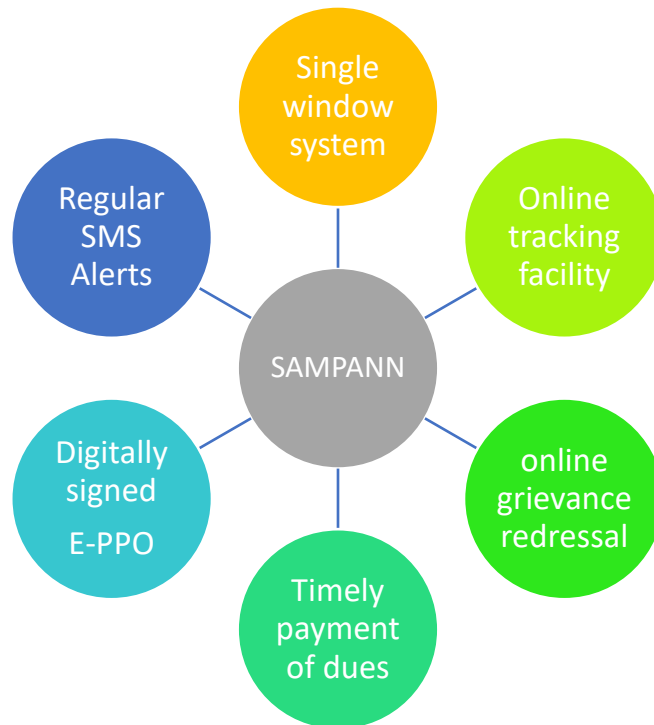 Single
window
system
Online
tracking
facility
online
grievance
redressal
Timely
payment
of dues
Digitally
signed
E-PPO
Regular
SMS
Alerts
SAMPANN